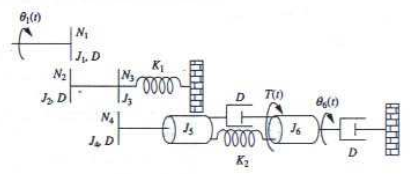 θ₁(t)
N₁
J₁, D
N₂
N₃
K₁
J₂, D
J₃
N₄
D
T(t)
θ₆(t)
J₄, D
J₅
J₆
K₂
D